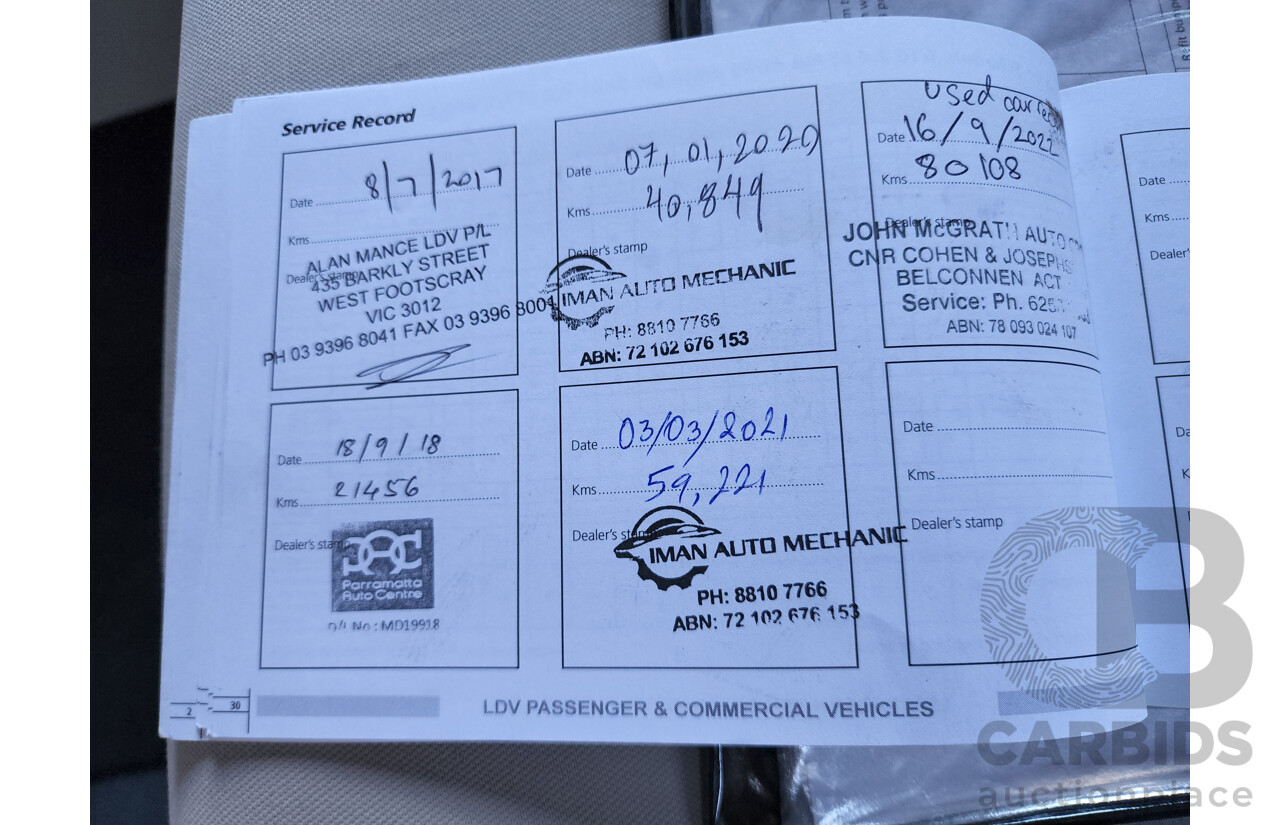 Service Record
Date 8/7/2017
Kms
Dealer's stamp
ALAN MANCE LDV P/L
435 BARKLY STREET
WEST FOOTSCRAY
VIC 3012
PH 03 9396 8041 FAX 03 9396 8001
Date 18/9/18
Kms 21456
Dealer's stamp
Parramatta
Auto Centre
D/L No: MD19918
Date 07,01,2020
Kms 40,849
Dealer's stamp
IMAN AUTO MECHANIC
PH: 8810 7766
ABN: 72 102 676 153
Date 03/03/2021
Kms 59,221
Dealer's stamp
IMAN AUTO MECHANIC
PH: 8810 7766
ABN: 72 102 676 153
used car
Date 16/9/2022
Kms 80108
Dealer's stamp
JOHN McGRATH AUTO
CNR COHEN & JOSEPHS
BELCONNEN ACT
Service: Ph.
ABN: 78 093 024 107
Date
Kms
Dealer's stamp
Date
Kms
Dealer'
2
30
LDV PASSENGER & COMMERCIAL VEHICLES
CARBIDS
auctionplace